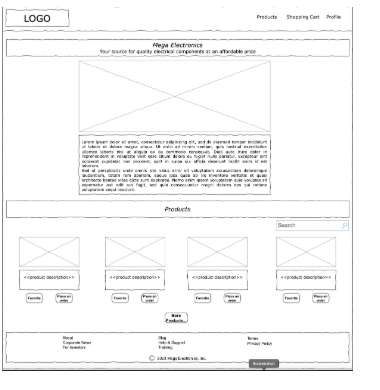 LOGO
Products Shopping Cart Profile
Mega Electronics
Your source for quality electrical components at an affordable price
Lorem ipsum dolor sit amet, consectetur adipiscing elit, sed do eiusmod tempor incididunt
ut labore et dolore magna aliqua. Ut enim ad minim veniam, quis nostrud exercitation
ullamco laboris nisi ut aliquip ex ea commodo consequat. Duis aute irure dolor in
reprehenderit in voluptate velit esse cillum dolore eu fugiat nulla pariatur. Excepteur sint
occaecat cupidatat non proident, sunt in culpa qui officia deserunt mollit anim id est
laborum.
Sed ut perspiciatis unde omnis iste natus error sit voluptatem accusantium doloremque
laudantium, totam rem aperiam, eaque ipsa quae ab illo inventore veritatis et quasi
architecto beatae vitae dicta sunt explicabo. Nemo enim ipsam voluptatem quia voluptas sit
aspernatur aut odit aut fugit, sed quia consequuntur magni dolores eos qui ratione
voluptatem sequi nesciunt.
Products
Search
<<product description>> <<product description>> <<product description>> <<product description>>
Favorite Place an order Favorite Place an order Favorite Place an order Favorite Place an order
More
Products...
About Blog Terms
Corporate News Help & Support Privacy Policy
For Investors Training
© 2023 Mega Electronics, Inc.
Screenshot